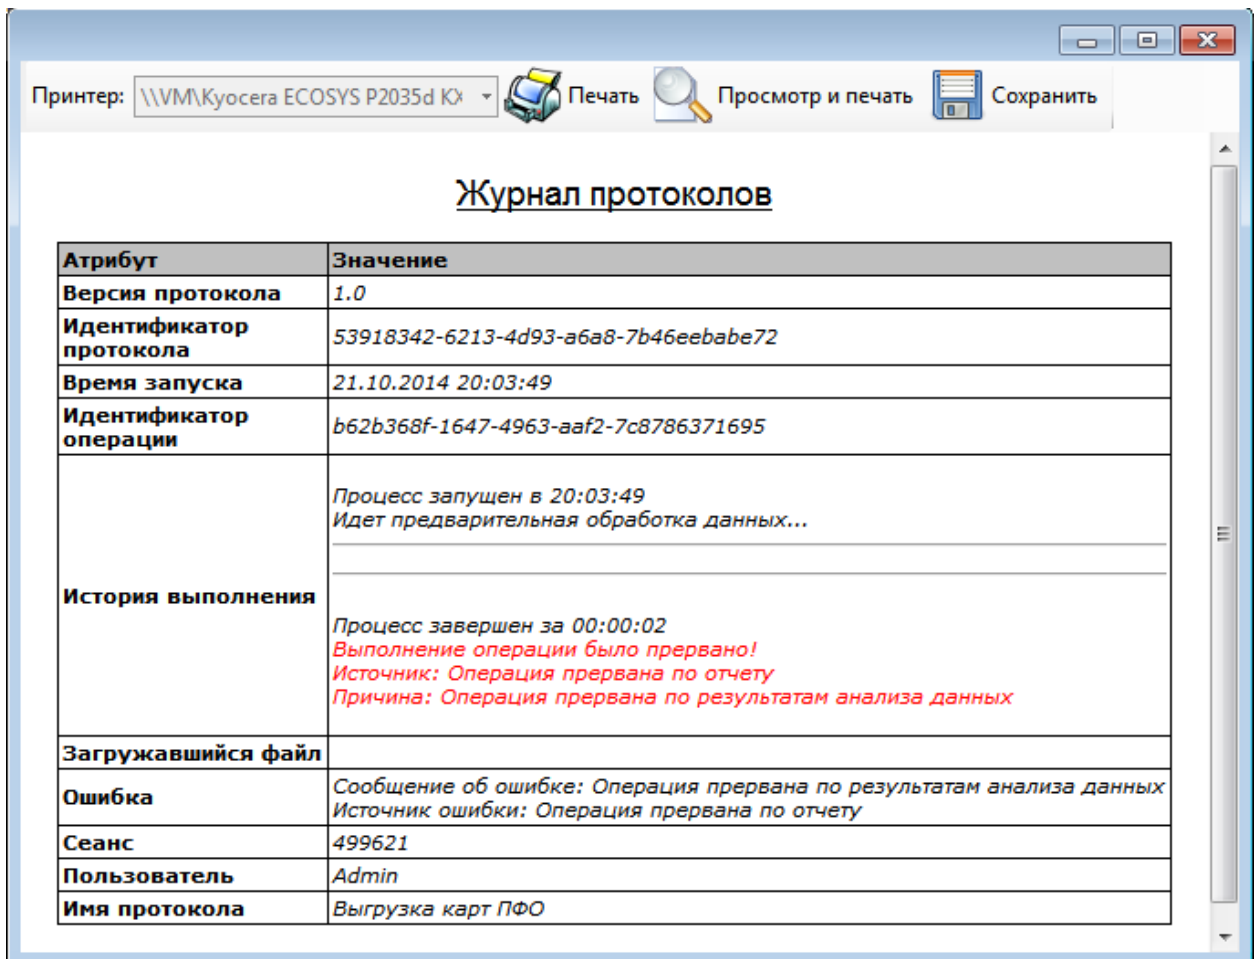 Принтер: \\VM\Kyocera ECOSYS P2035d KX Печать Просмотр и печать Сохранить
Журнал протоколов
Атрибут Значение
Версия протокола 1.0
Идентификатор
протокола 53918342-6213-4d93-a6a8-7b46eebabe72
Время запуска 21.10.2014 20:03:49
Идентификатор
операции b62b368f-1647-4963-aaf2-7c8786371695
История выполнения
Процесс запущен в 20:03:49
Идет предварительная обработка данных...
Процесс завершен за 00:00:02
Выполнение операции было прервано!
Источник: Операция прервана по отчету
Причина: Операция прервана по результатам анализа данных
Загружавшийся файл
Ошибка
Сообщение об ошибке: Операция прервана по результатам анализа данных
Источник ошибки: Операция прервана по отчету
Сеанс 499621
Пользователь Admin
Имя протокола Выгрузка карт ПФО